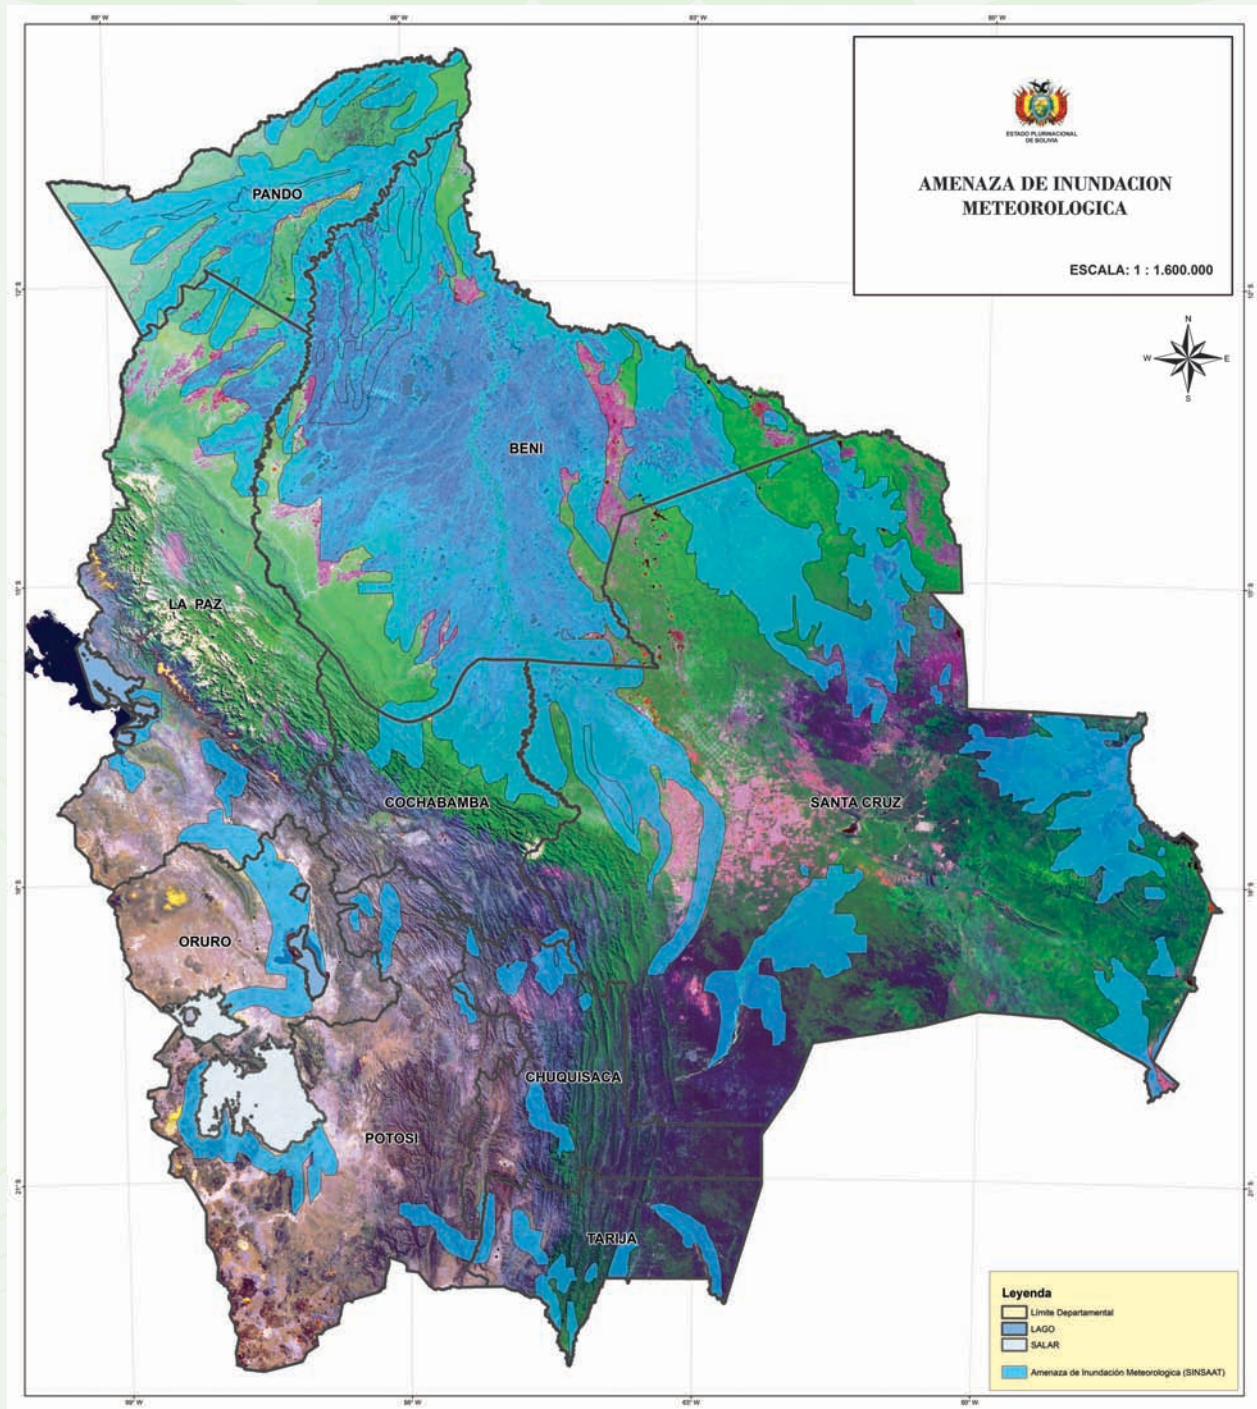 ESTADO PLURINACIONAL
DE BOLIVIA
AMENAZA DE INUNDACION
METEOROLOGICA
ESCALA: 1 : 1.600.000
N
W
E
S
PANDO
BENI
LA PAZ
COCHABAMBA
SANTA CRUZ
ORURO
CHUQUISACA
POTOSI
TARIJA
Leyenda
Límite Departamental
LAGO
SALAR
Amenaza de Inundación Meteorologica (SINSAAT)